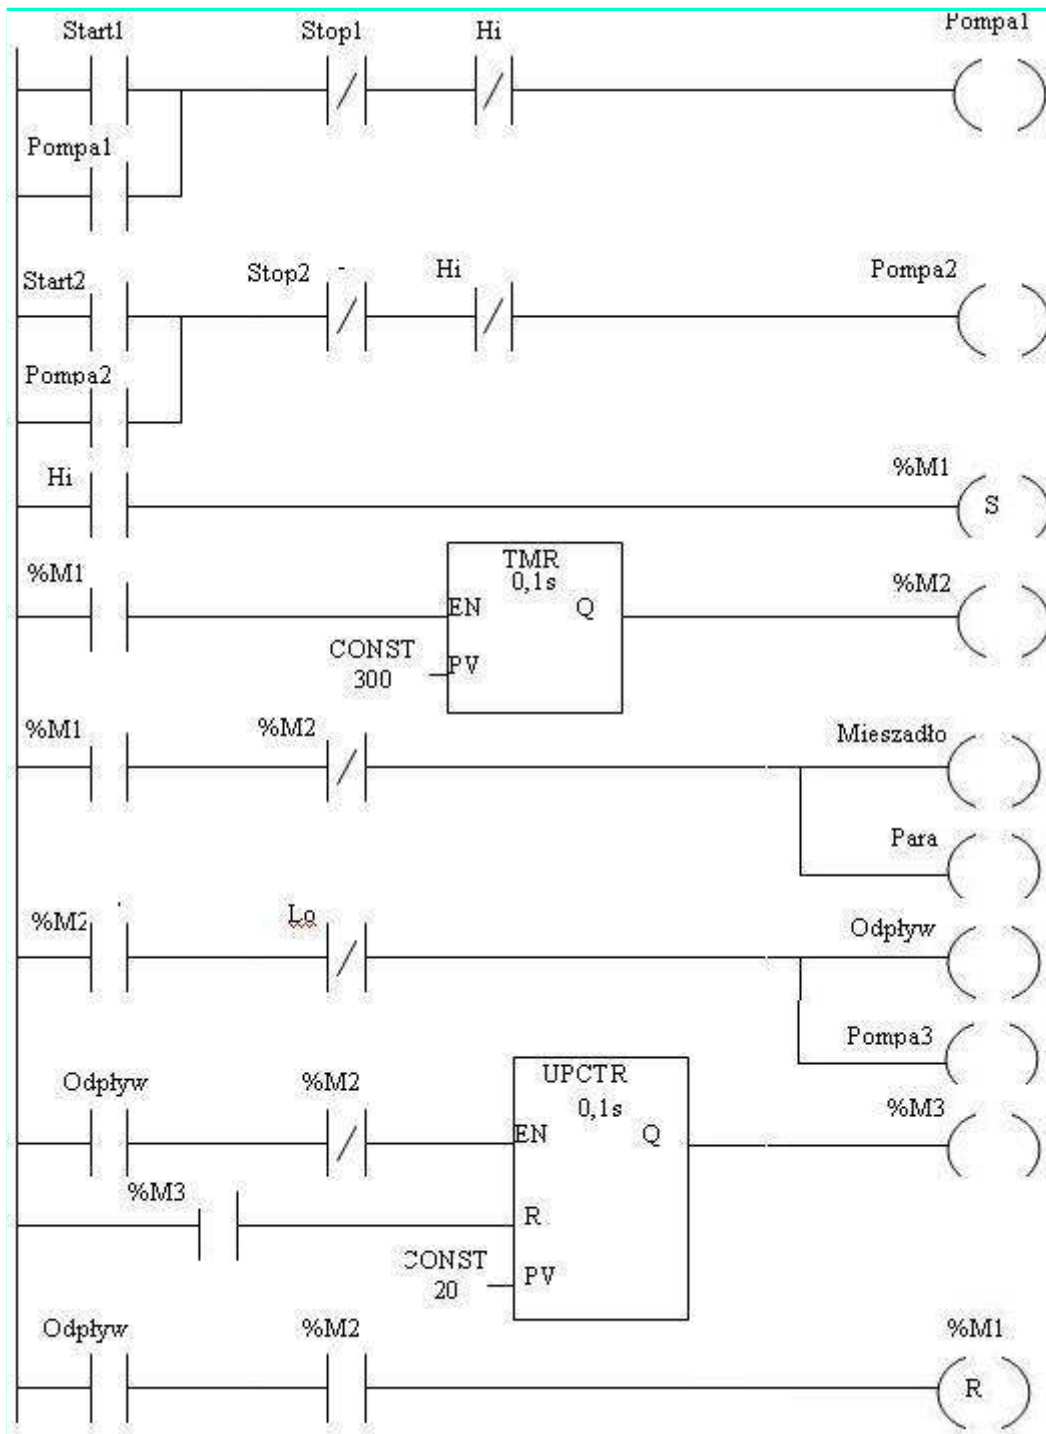 Start1 Stop1 Hi Pompa1
Pompa1
Start2 Stop2 Hi Pompa2
Pompa2
Hi %M1
S
%M1 TMR %M2
0,1s
EN Q
CONST PV
300
%M1 %M2 Mieszadło
Para
%M2 Lo Odpływ
Pompa3
Odpływ %M2 UPCTR %M3
0,1s
EN Q
%M3
R
CONST PV
20
Odpływ %M2 %M1
R